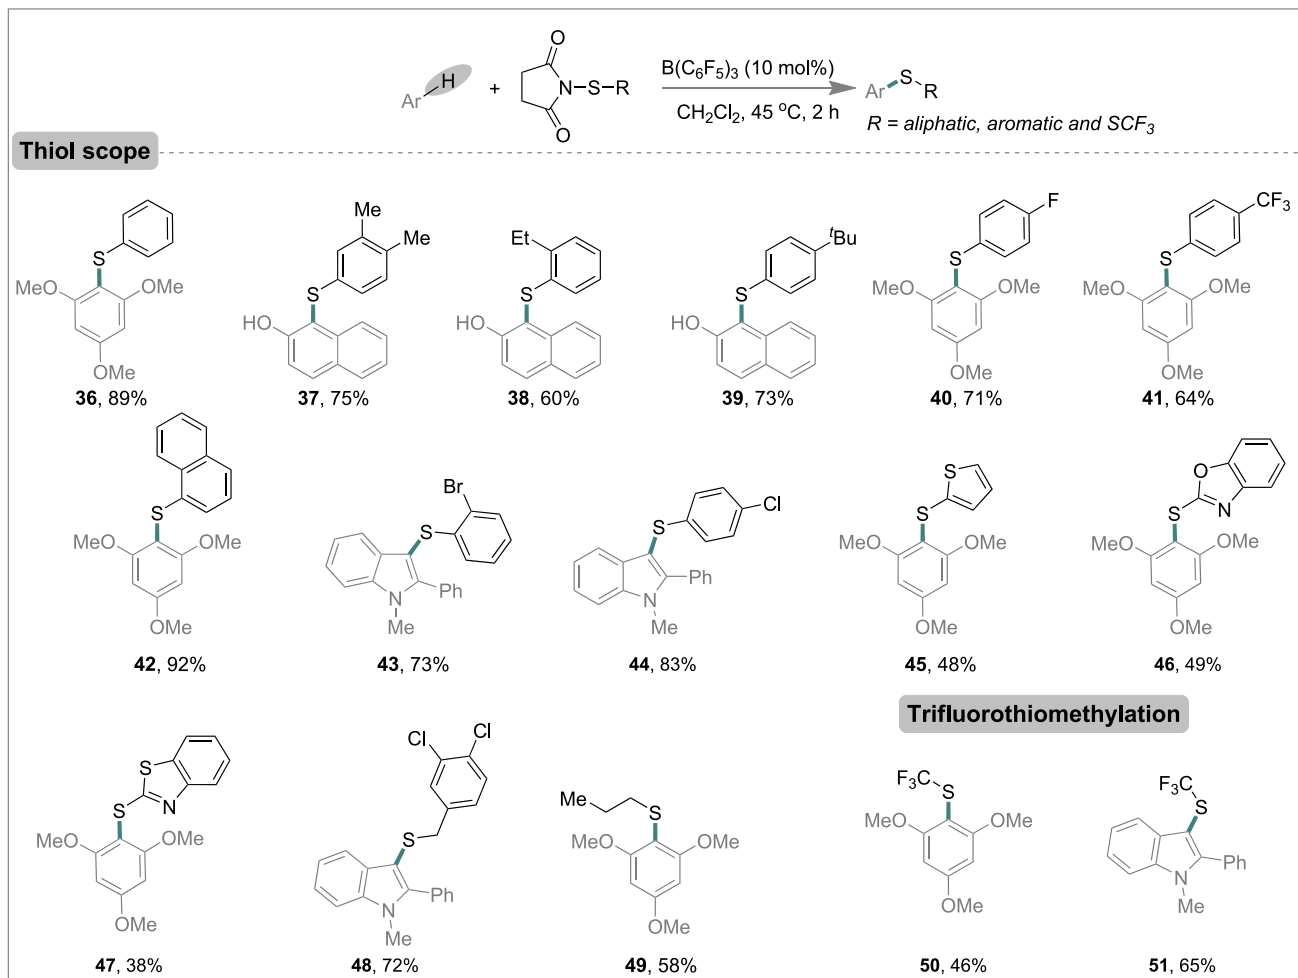 Ar H + O N S R O B(C6F5)3 (10 mol%) CH2Cl2, 45 oC, 2 h Ar S R
R = aliphatic, aromatic and SCF3
Thiol scope
S MeO OMe OMe
36, 89%
Me Me S HO
37, 75%
Et S HO
38, 60%
tBu S HO
39, 73%
F S MeO OMe OMe
40, 71%
CF3 S MeO OMe OMe
41, 64%
S MeO OMe OMe
42, 92%
Br S Ph N Me
43, 73%
Cl S Ph N Me
44, 83%
S S MeO OMe OMe
45, 48%
O N S MeO OMe OMe
46, 49%
Trifluorothiomethylation
S N S MeO OMe OMe
47, 38%
Cl Cl S Ph N Me
48, 72%
Me S MeO OMe OMe
49, 58%
F3C S MeO OMe OMe
50, 46%
F3C S Ph N Me
51, 65%